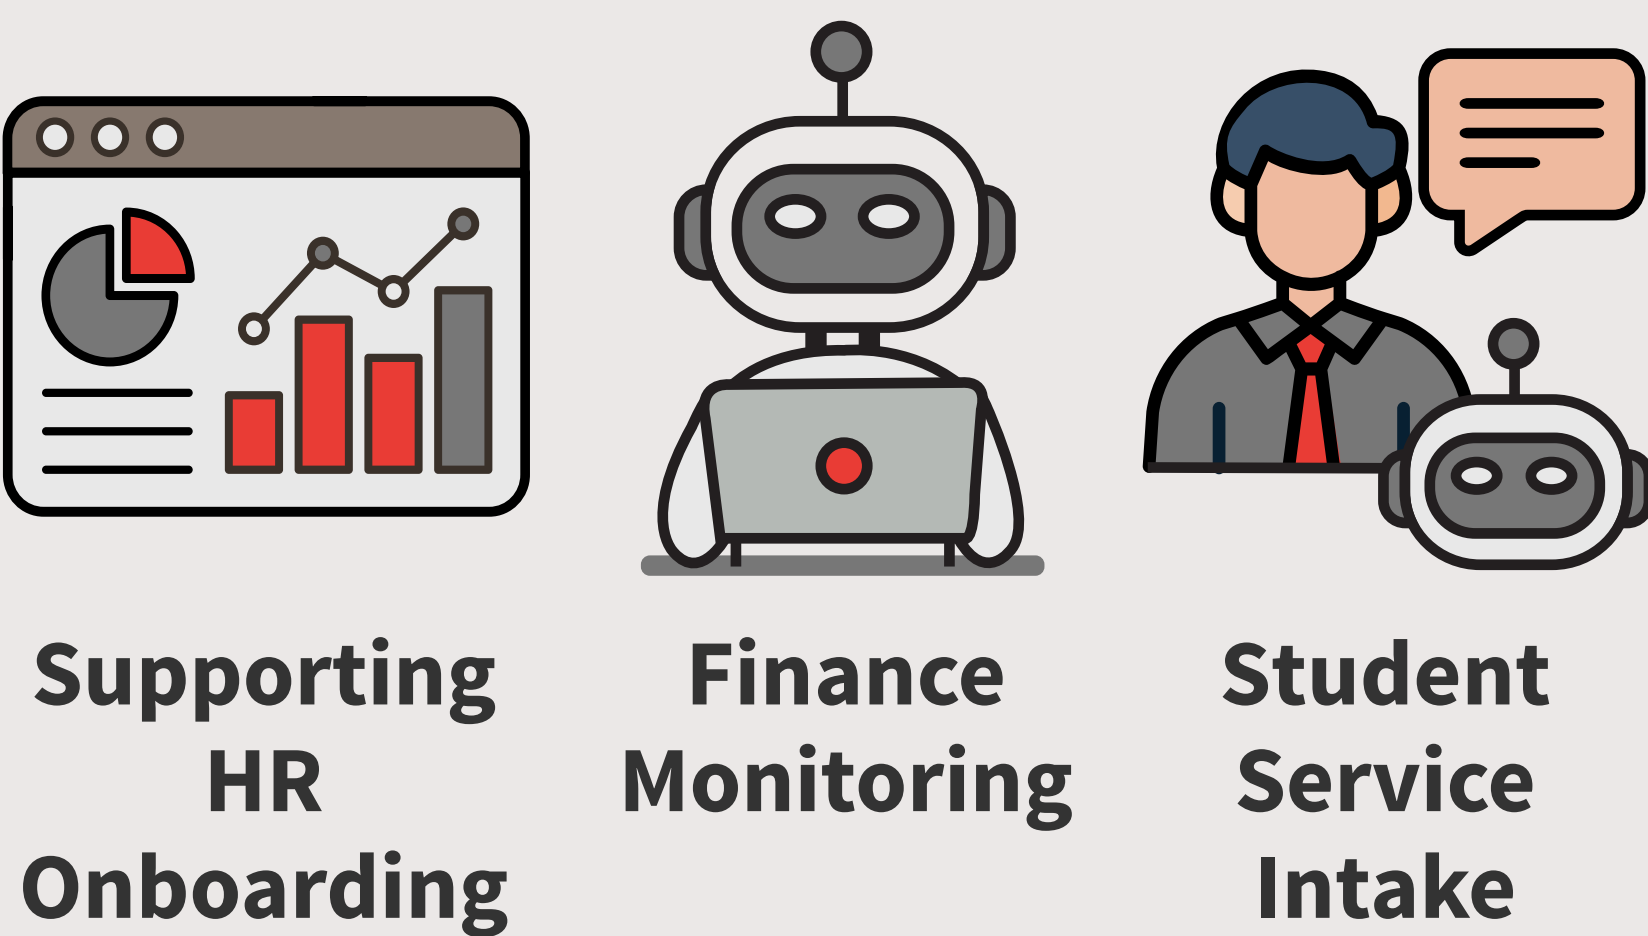 Supporting
HR
Onboarding
Finance
Monitoring
Student
Service
Intake